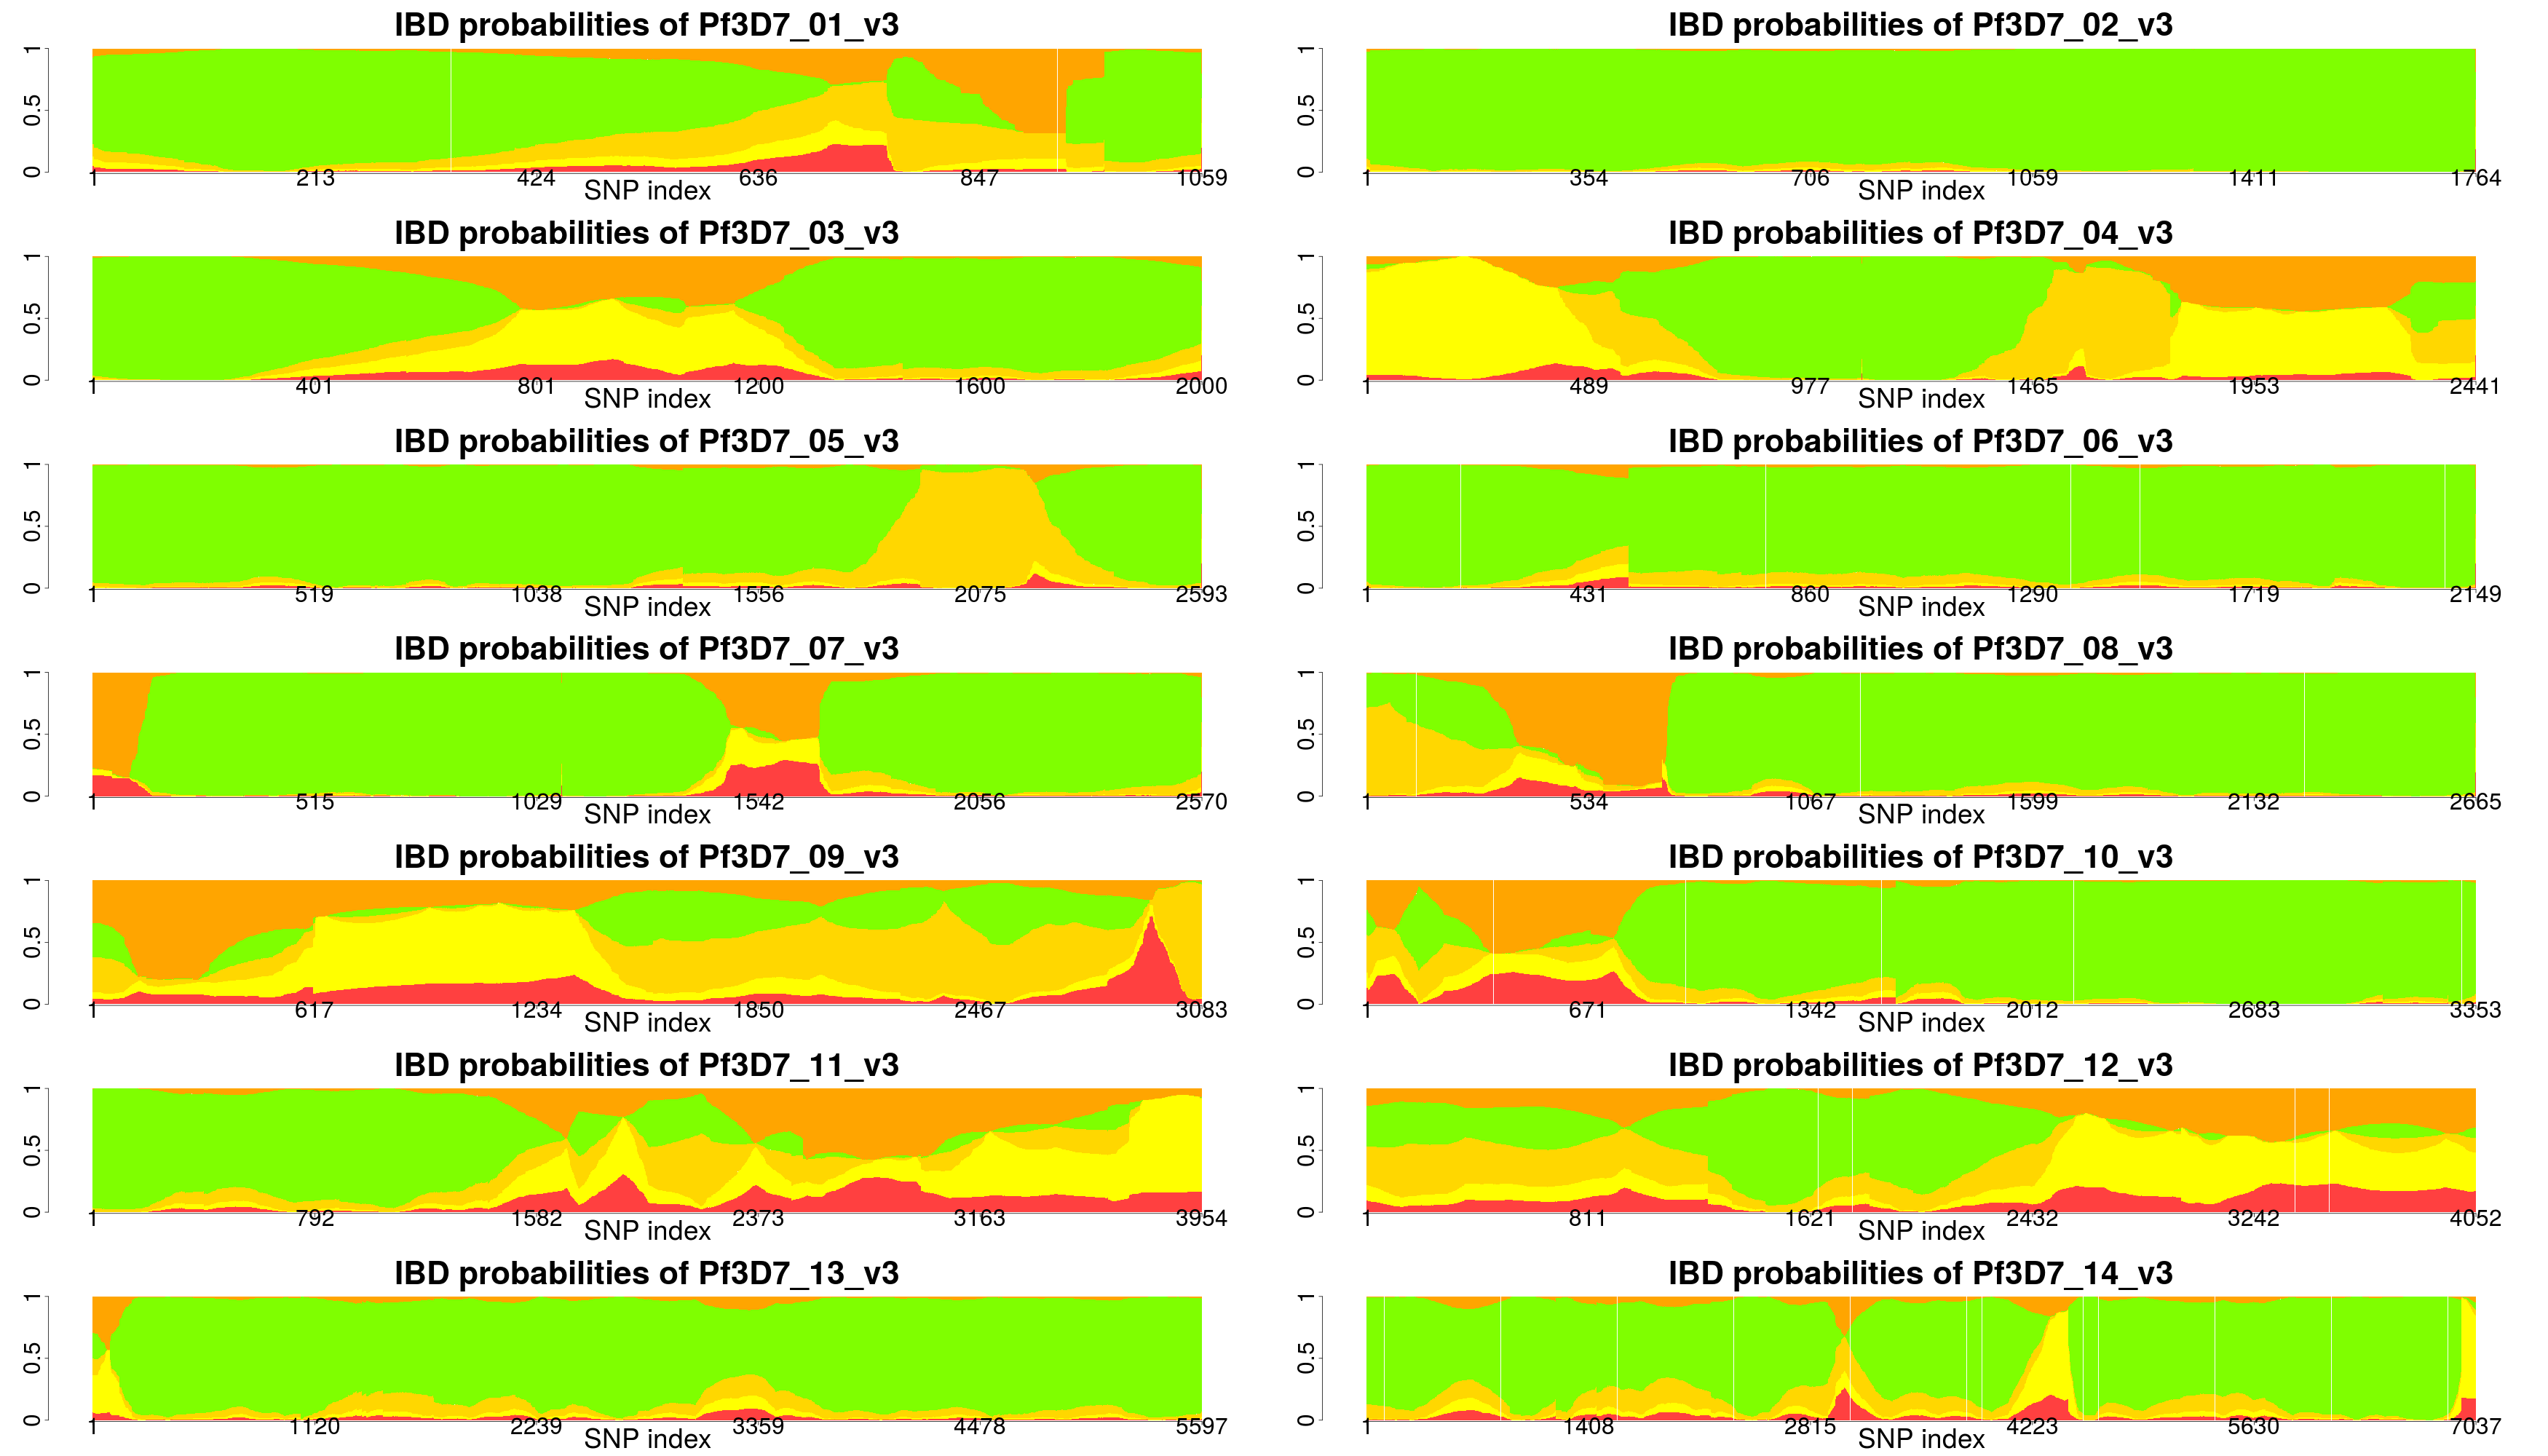 IBD probabilities of Pf3D7_01_v3
0 0.5 1
1 213 424 636 847 1059
SNP index
IBD probabilities of Pf3D7_02_v3
0 0.5 1
1 354 706 1059 1411 1764
SNP index
IBD probabilities of Pf3D7_03_v3
0 0.5 1
1 401 801 1200 1600 2000
SNP index
IBD probabilities of Pf3D7_04_v3
0 0.5 1
1 489 977 1465 1953 2441
SNP index
IBD probabilities of Pf3D7_05_v3
0 0.5 1
1 519 1038 1556 2075 2593
SNP index
IBD probabilities of Pf3D7_06_v3
0 0.5 1
1 431 860 1290 1719 2149
SNP index
IBD probabilities of Pf3D7_07_v3
0 0.5 1
1 515 1029 1542 2056 2570
SNP index
IBD probabilities of Pf3D7_08_v3
0 0.5 1
1 534 1067 1599 2132 2665
SNP index
IBD probabilities of Pf3D7_09_v3
0 0.5 1
1 617 1234 1850 2467 3083
SNP index
IBD probabilities of Pf3D7_10_v3
0 0.5 1
1 671 1342 2012 2683 3353
SNP index
IBD probabilities of Pf3D7_11_v3
0 0.5 1
1 792 1582 2373 3163 3954
SNP index
IBD probabilities of Pf3D7_12_v3
0 0.5 1
1 811 1621 2432 3242 4052
SNP index
IBD probabilities of Pf3D7_13_v3
0 0.5 1
1 1120 2239 3359 4478 5597
SNP index
IBD probabilities of Pf3D7_14_v3
0 0.5 1
1 1408 2815 4223 5630 7037
SNP index